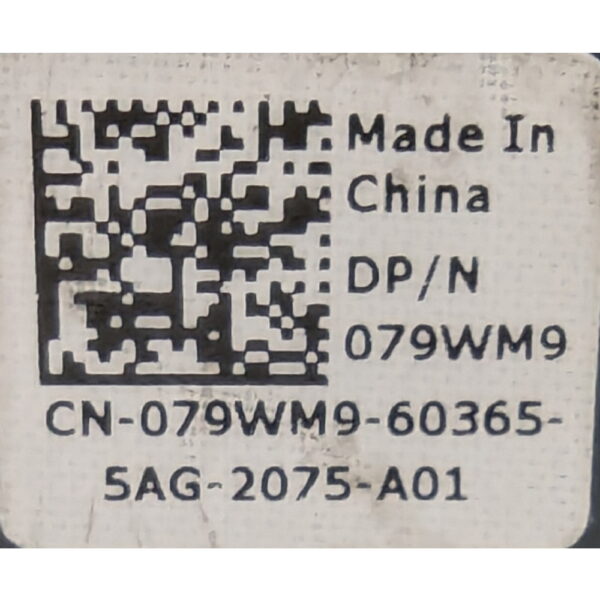 Made In
China
DP/N
079WM9
CN-079WM9-60365-
5AG-2075-A01